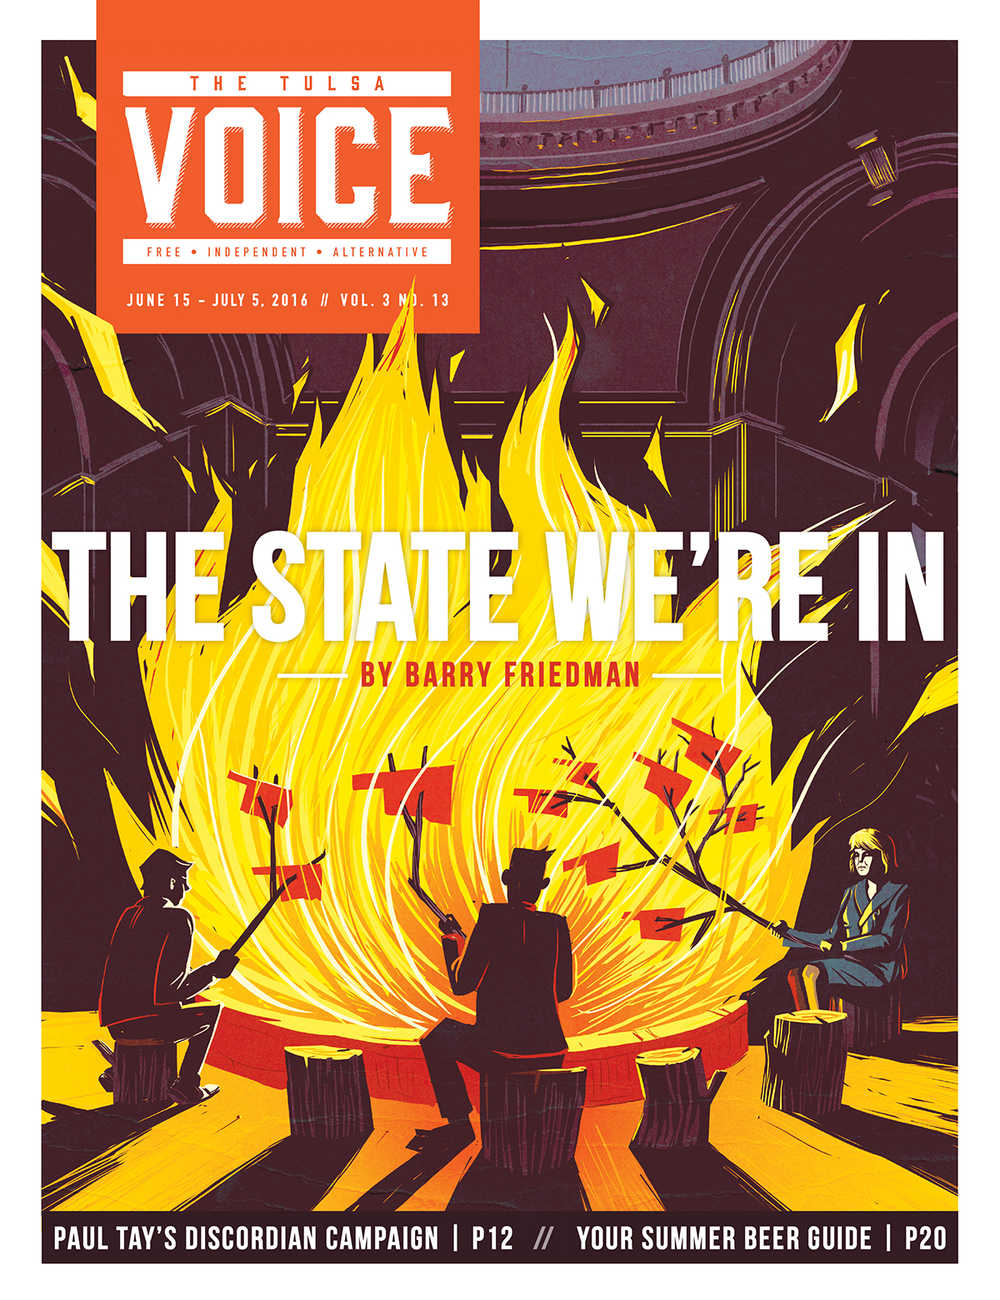 THE TULSA
VOICE
FREE • INDEPENDENT • ALTERNATIVE
JUNE 15 – JULY 5, 2016 // VOL. 3 NO. 13
THE STATE WE'RE IN
BY BARRY FRIEDMAN
PAUL TAY'S DISCORDIAN CAMPAIGN | P12 // YOUR SUMMER BEER GUIDE | P20